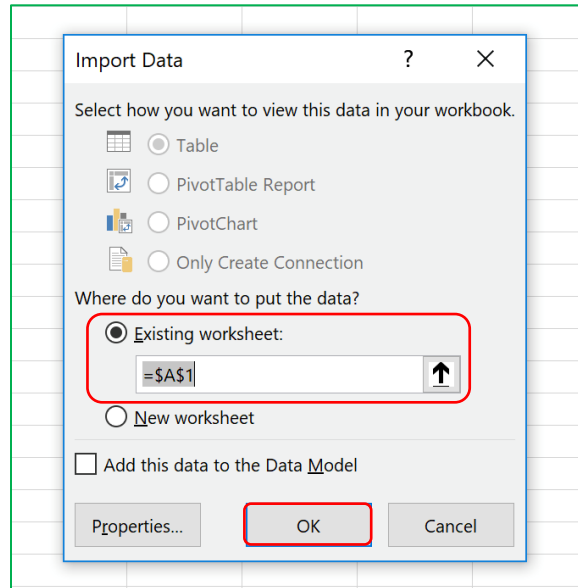 Import Data ?
Select how you want to view this data in your workbook.
Table
PivotTable Report
PivotChart
Only Create Connection
Where do you want to put the data?
Existing worksheet:
=$A$1
New worksheet
Add this data to the Data Model
Properties... OK Cancel